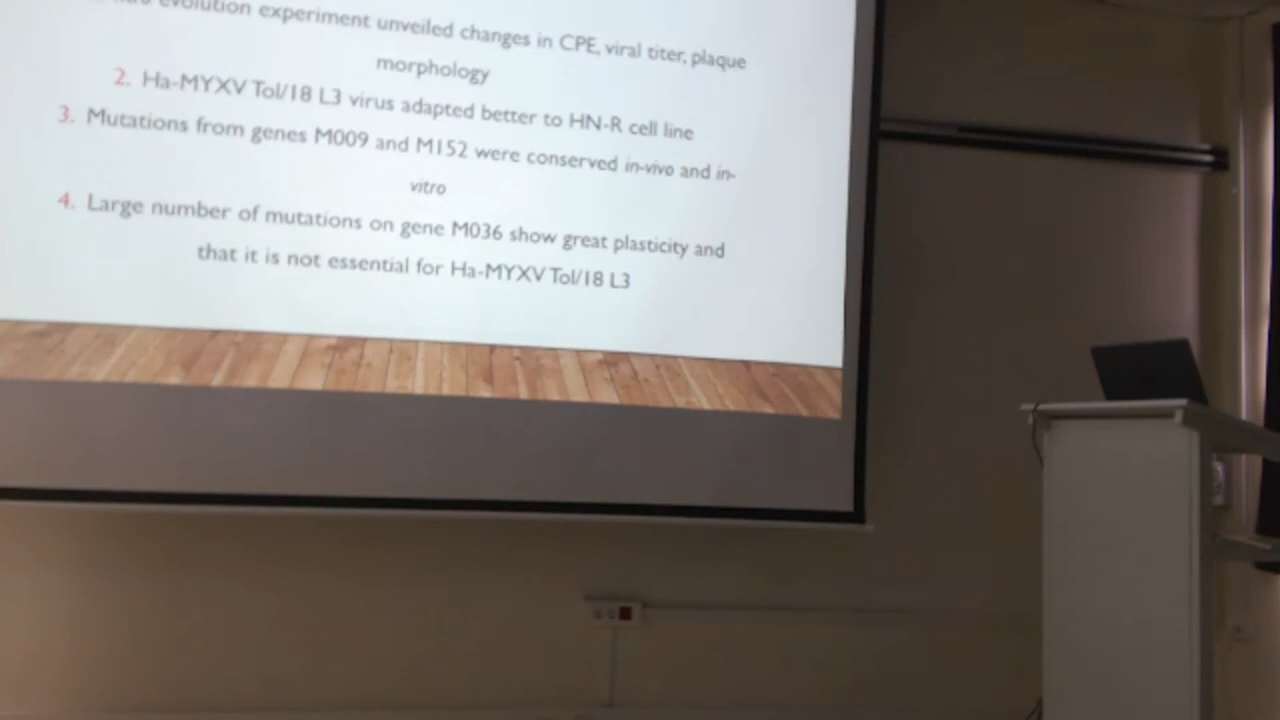 evolution experiment unveiled changes in CPE, viral titer, plaque
morphology
2. Ha-MYXV Tol/18 L3 virus adapted better to HN-R cell line
3. Mutations from genes M009 and M152 were conserved in-vivo and in-
vitro
4. Large number of mutations on gene M036 show great plasticity and
that it is not essential for Ha-MYXV Tol/18 L3